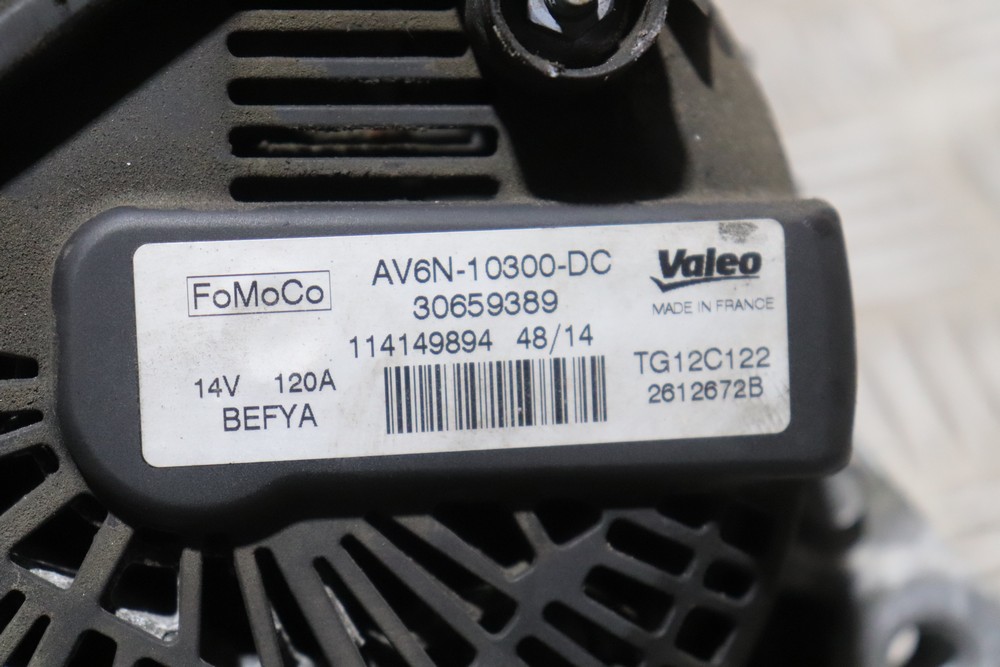 FoMoCo
AV6N-10300-DC
30659389
114149894 48/14
14V 120A
BEFYA
Valeo
MADE IN FRANCE
TG12C122
2612672B